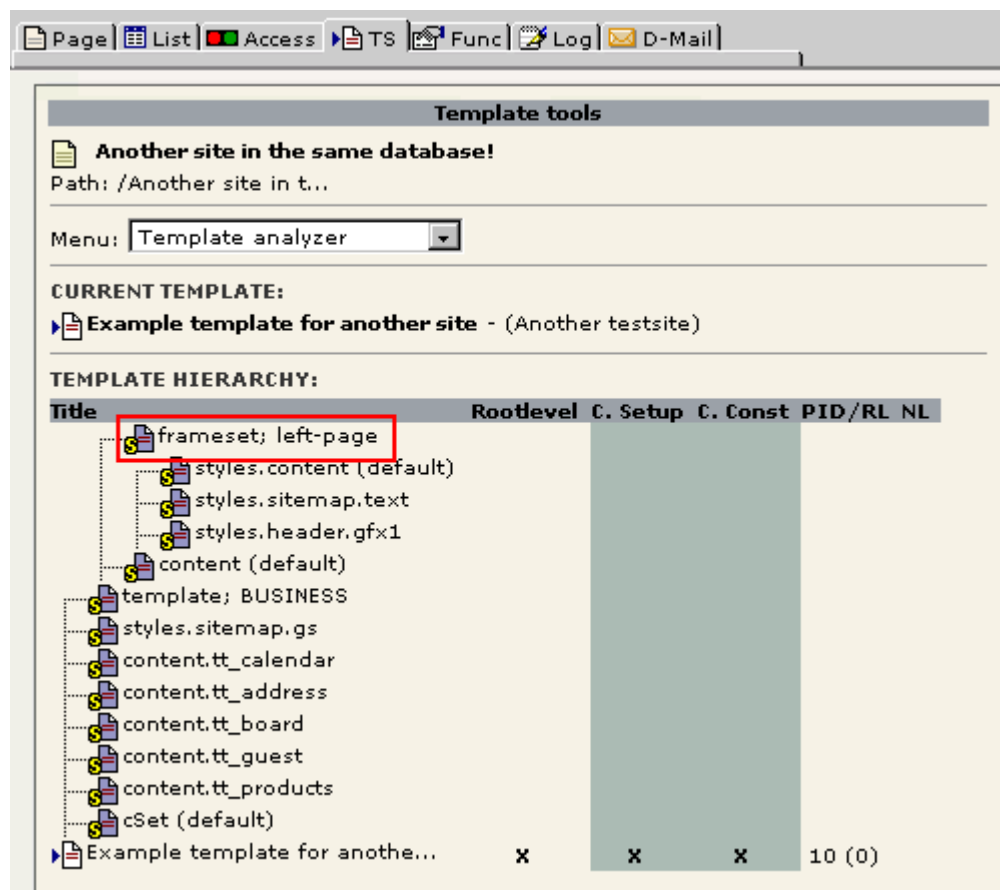 Page List Access TS Func Log D-Mail
Template tools
Another site in the same database!
Path: /Another site in t...
Menu: Template analyzer
CURRENT TEMPLATE:
Example template for another site - (Another testsite)
TEMPLATE HIERARCHY:
Title Rootlevel C. Setup C. Const PID/RL NL
frameset; left-page
styles.content (default)
styles.sitemap.text
styles.header.gfx1
content (default)
template; BUSINESS
styles.sitemap.gs
content.tt_calendar
content.tt_address
content.tt_board
content.tt_guest
content.tt_products
cSet (default)
Example template for anothe... x x x 10 (0)